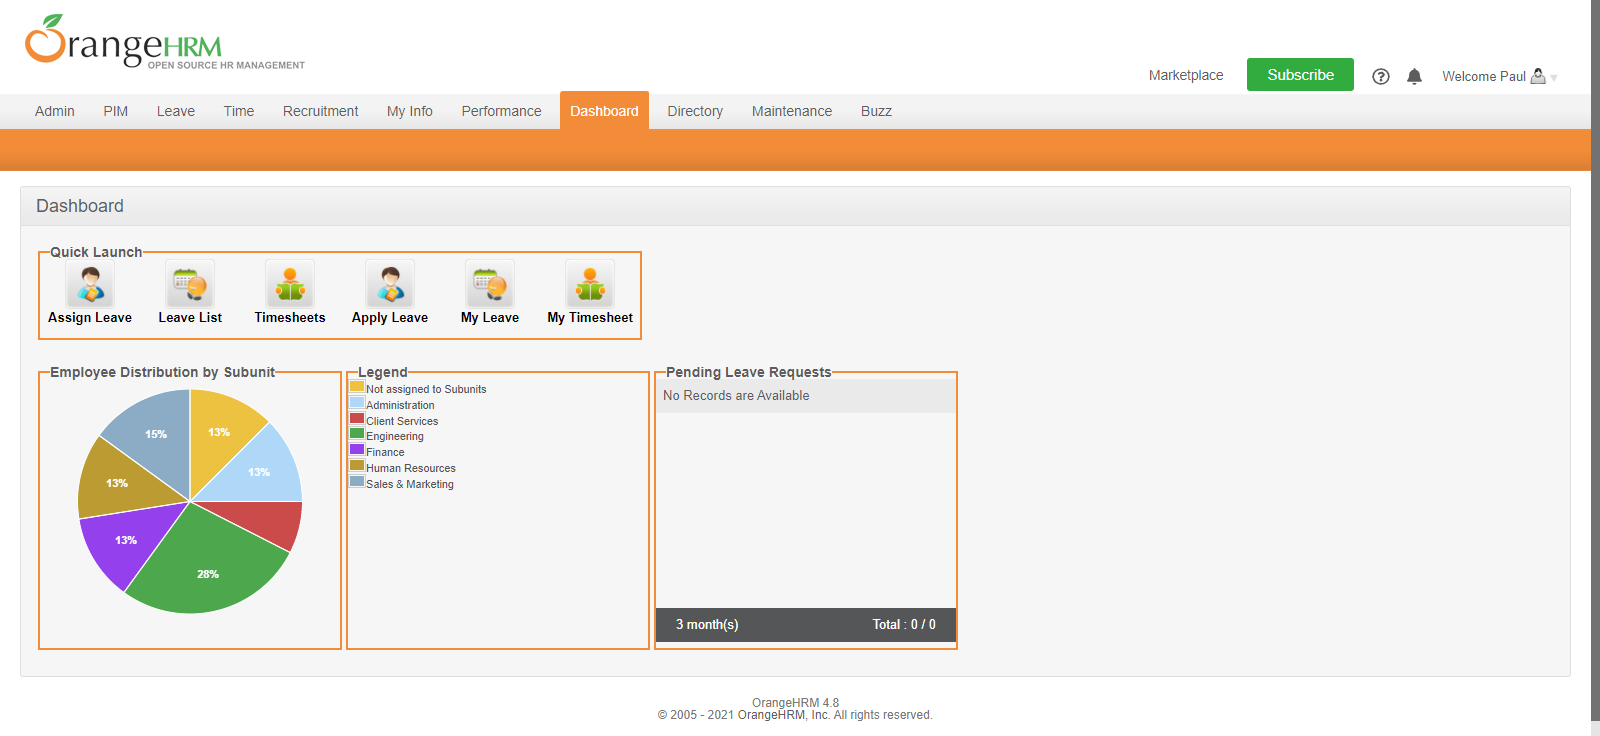 OrangeHRM
OPEN SOURCE HR MANAGEMENT
Marketplace Subscribe Welcome Paul
Admin PIM Leave Time Recruitment My Info Performance Dashboard Directory Maintenance Buzz
Dashboard
Quick Launch
Assign Leave Leave List Timesheets Apply Leave My Leave My Timesheet
Employee Distribution by Subunit
13%
13%
28%
13%
13%
15%
Legend
Not assigned to Subunits
Administration
Client Services
Engineering
Finance
Human Resources
Sales & Marketing
Pending Leave Requests
No Records are Available
3 month(s) Total : 0 / 0
OrangeHRM 4.8
© 2005 - 2021 OrangeHRM, Inc. All rights reserved.